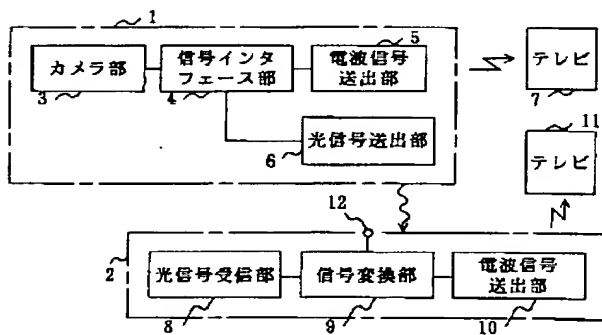 1
カメラ部
3
信号インタ
フェース部
4
電波信号
送出部
5
光信号送出部
6
テレビ
7
テレビ
11
12
2
光信号受信部
8
信号変換部
9
電波信号
送出部
10